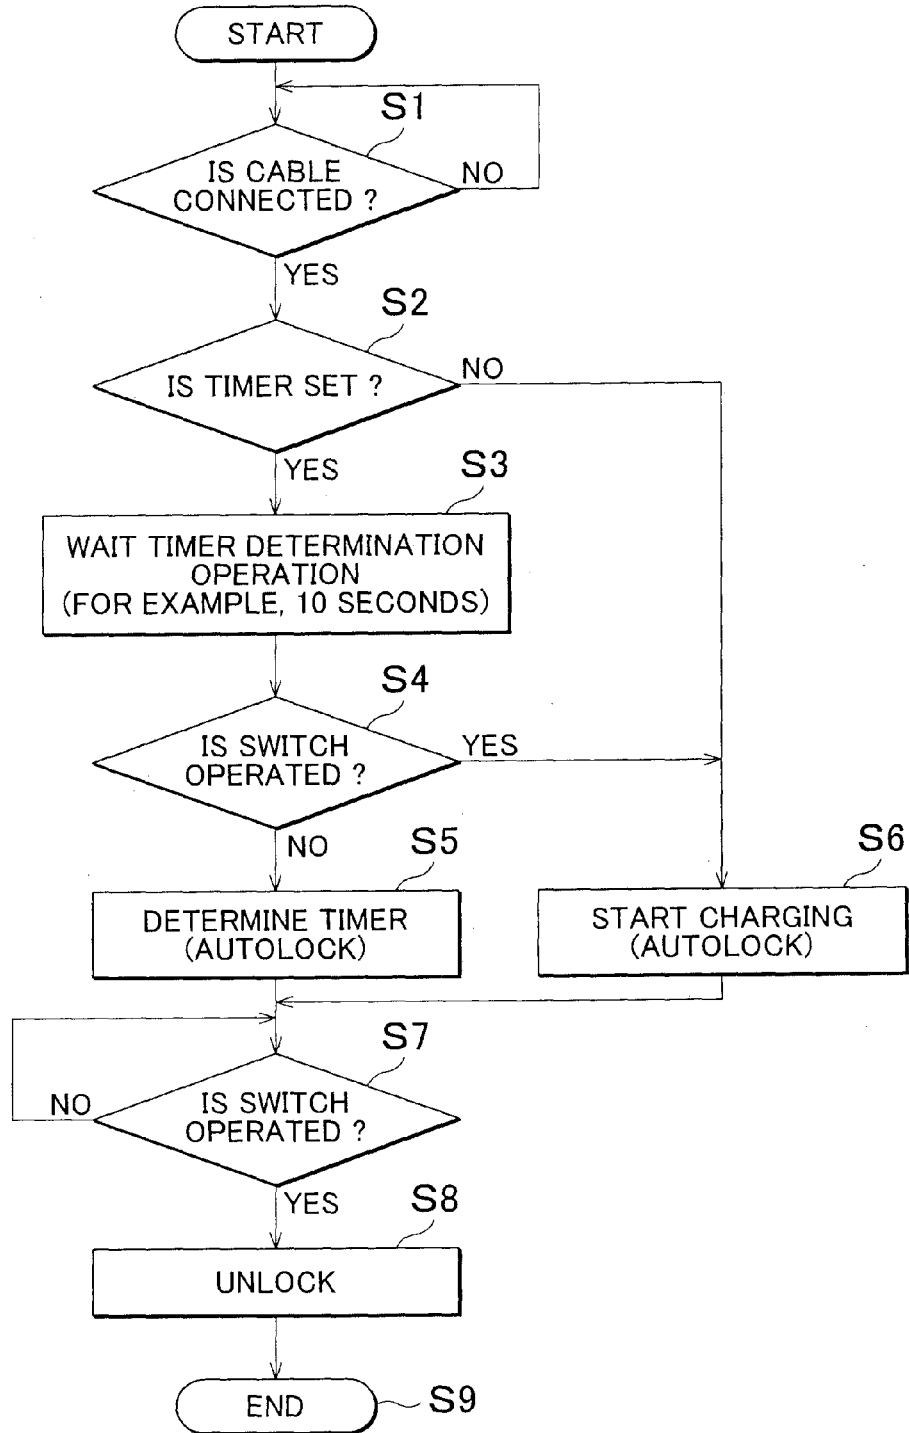 START
S1
IS CABLE
CONNECTED ?
NO
YES
S2
IS TIMER SET ?
NO
YES
S3
WAIT TIMER DETERMINATION
OPERATION
(FOR EXAMPLE, 10 SECONDS)
S4
IS SWITCH
OPERATED ?
YES
NO
S5
DETERMINE TIMER
(AUTOLOCK)
S6
START CHARGING
(AUTOLOCK)
S7
IS SWITCH
OPERATED ?
NO
YES
S8
UNLOCK
END
S9